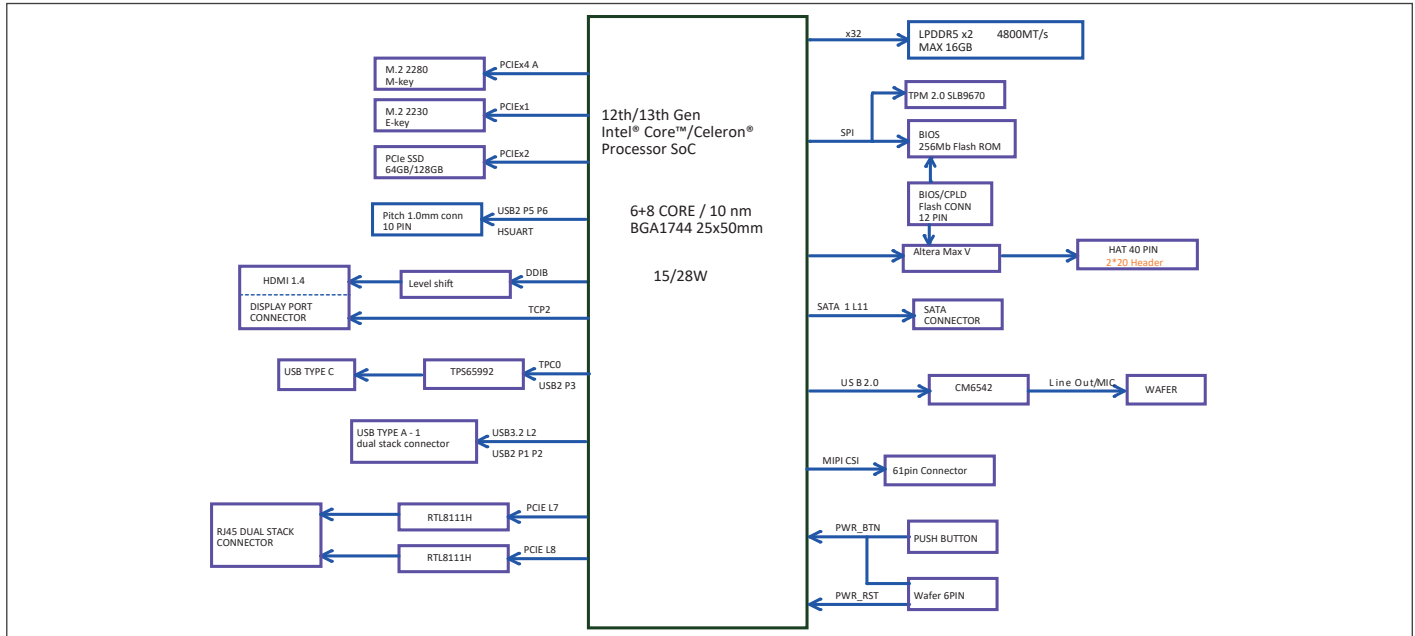 M.2 2280
M-key
PCIEx4 A
M.2 2230
E-key
PCIEx1
PCIe SSD
64GB/128GB
PCIEx2
Pitch 1.0mm conn
10 PIN
USB2 P5 P6
HSUART
HDMI 1.4
DISPLAY PORT
CONNECTOR
Level shift
DDIB
TCP2
USB TYPE C
TPS65992
TPC0
USB2 P3
USB TYPE A - 1
dual stack connector
USB3.2 L2
USB2 P1 P2
RJ45 DUAL STACK
CONNECTOR
RTL8111H
PCIE L7
RTL8111H
PCIE L8
12th/13th Gen
Intel® Core™/Celeron®
Processor SoC
6+8 CORE / 10 nm
BGA1744 25x50mm
15/28W
x32
LPDDR5 x2 4800MT/s
MAX 16GB
TPM 2.0 SLB9670
SPI
BIOS
256Mb Flash ROM
BIOS/CPLD
Flash CONN
12 PIN
Altera Max V
HAT 40 PIN
2*20 Header
SATA 1 L11
SATA
CONNECTOR
USB2.0
CM6542
Line Out/MIC
WAFER
MIPI CSI
61pin Connector
PWR_BTN
PUSH BUTTON
PWR_RST
Wafer 6PIN